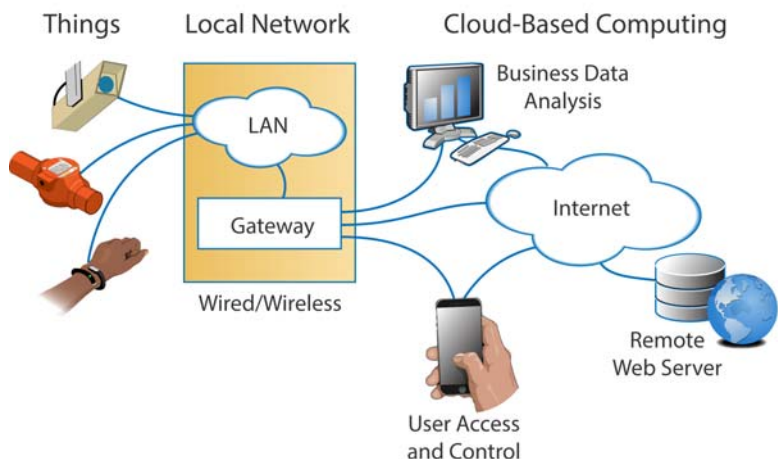 Things
Local Network
Cloud-Based Computing
Business Data
Analysis
LAN
Internet
Gateway
Wired/Wireless
Remote
Web Server
User Access
and Control